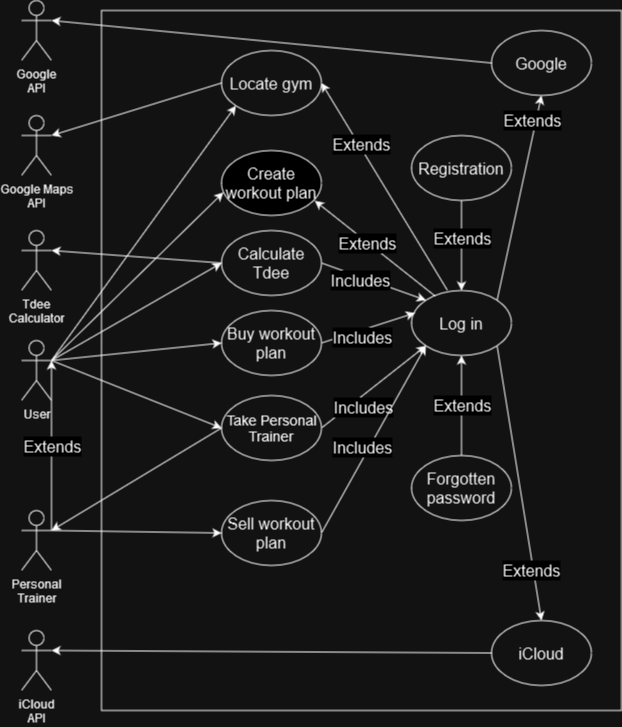 Google
API
Google Maps
API
Tdee
Calculator
User
Extends
Personal
Trainer
iCloud
API
Locate gym
Create
workout plan
Calculate
Tdee
Buy workout
plan
Take Personal
Trainer
Sell workout
plan
Extends
Extends
Includes
Includes
Includes
Includes
Google
Extends
Registration
Extends
Log in
Extends
Forgotten
password
Extends
iCloud